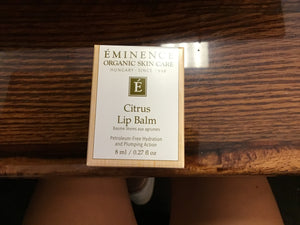 ÉMINENCE
ORGANIC SKIN CARE
HUNGARY · SINCE · 1958
É
Citrus
Lip Balm
Baume lèvres aux agrumes
Petroleum-Free Hydration
and Plumping Action
8 ml / 0.27 fl oz